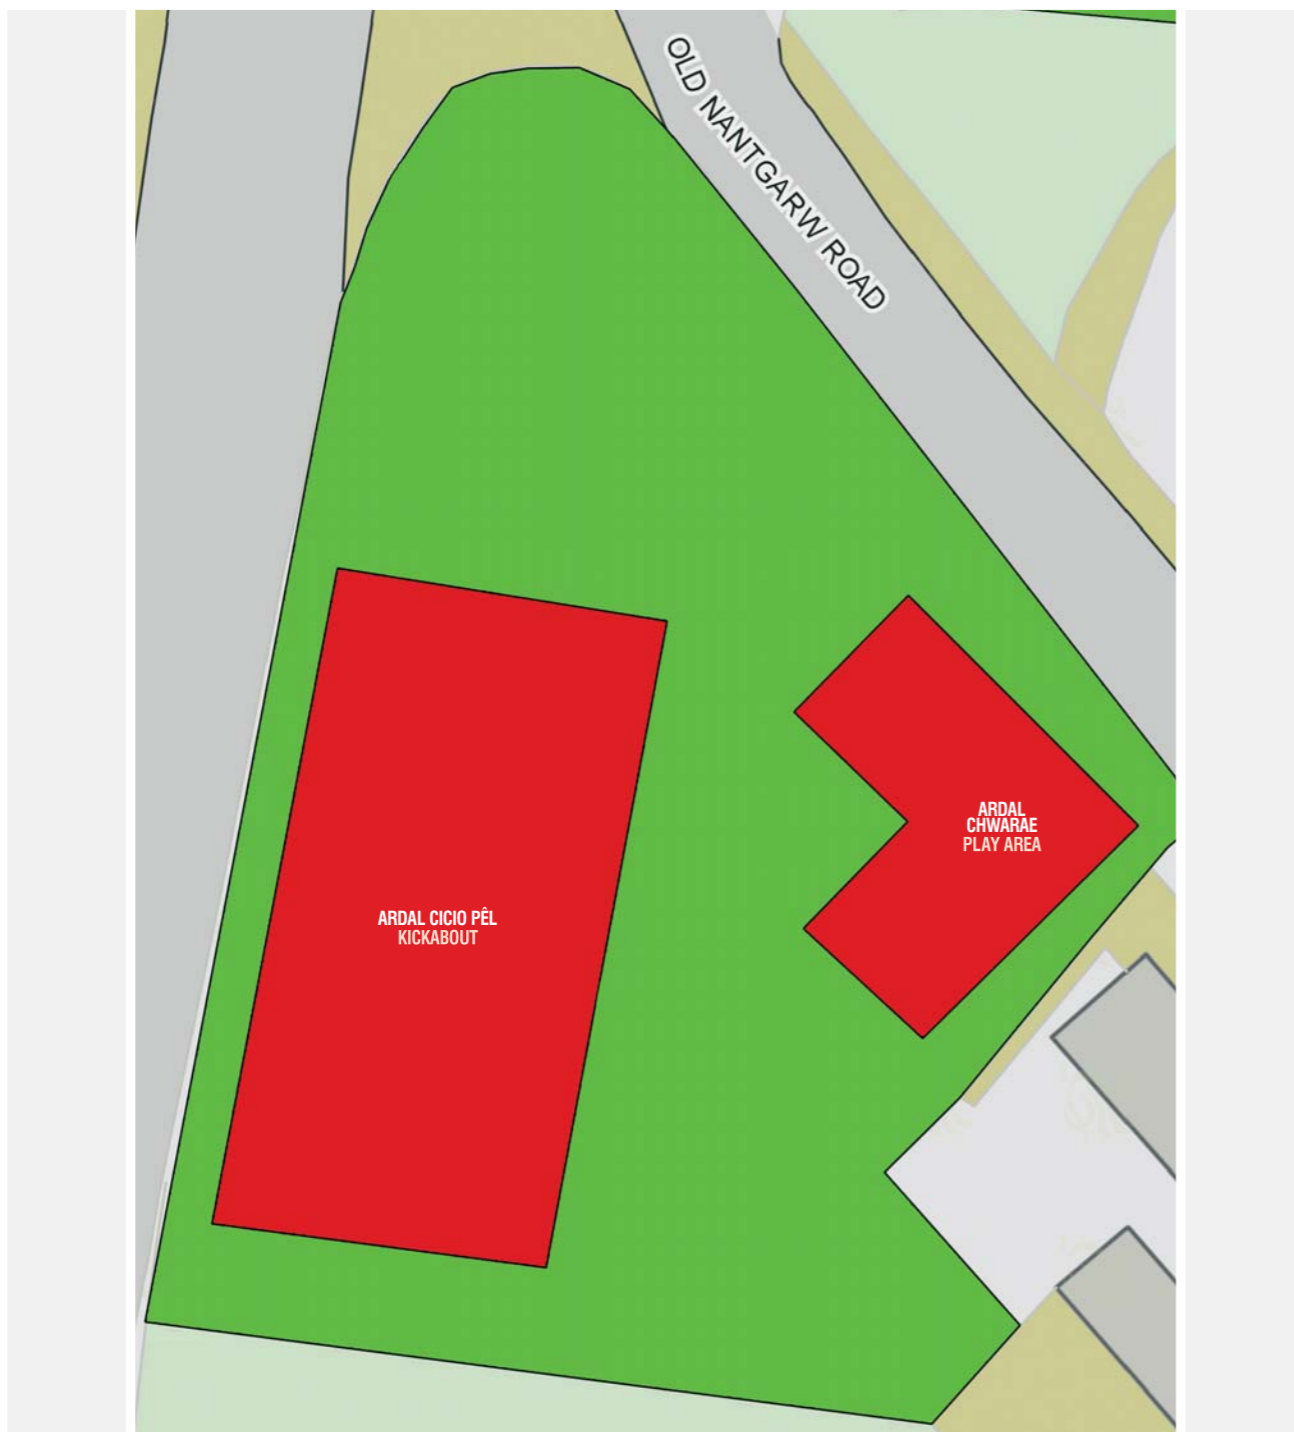 OLD NANTGARW ROAD
ARDAL
CHWARAE
PLAY AREA
ARDAL CICIO PÊL
KICKABOUT